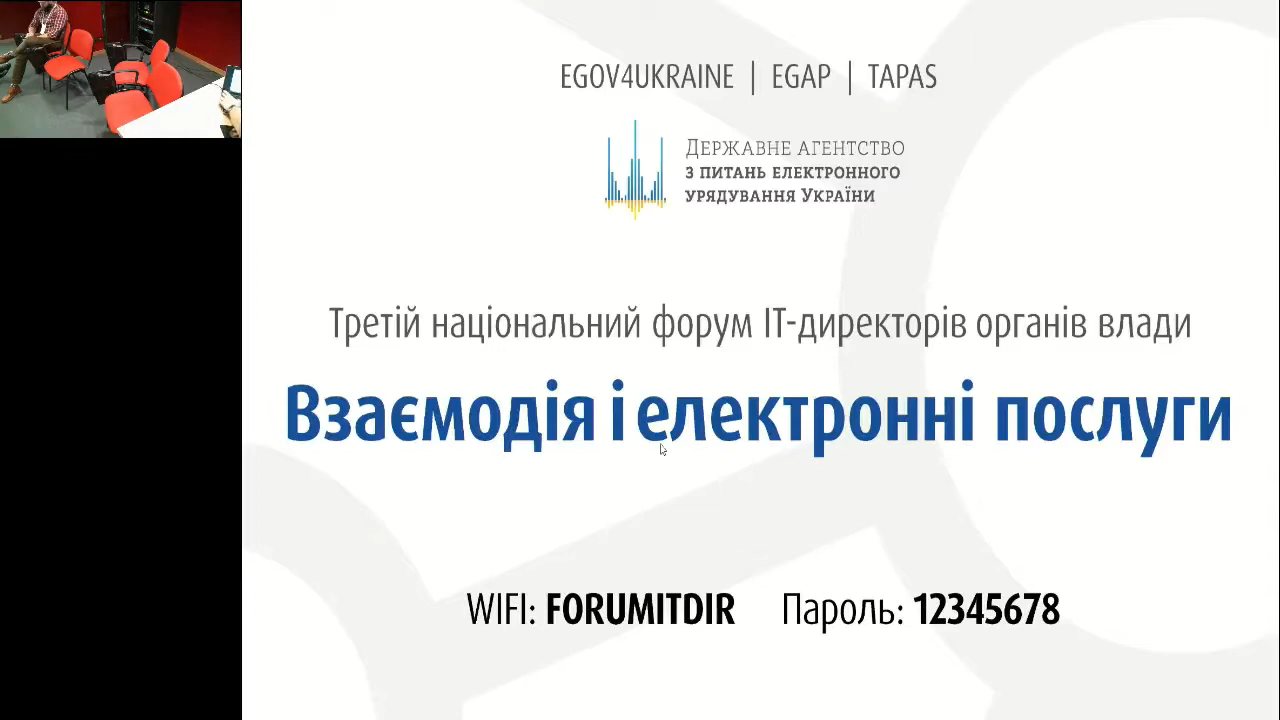 EGOV4UKRAINE | EGAP | TAPAS
Державне агентство
з питань електронного
урядування України
Третій національний форум ІТ-директорів органів влади
Взаємодія і електронні послуги
WIFI: FORUMITDIR Пароль: 12345678